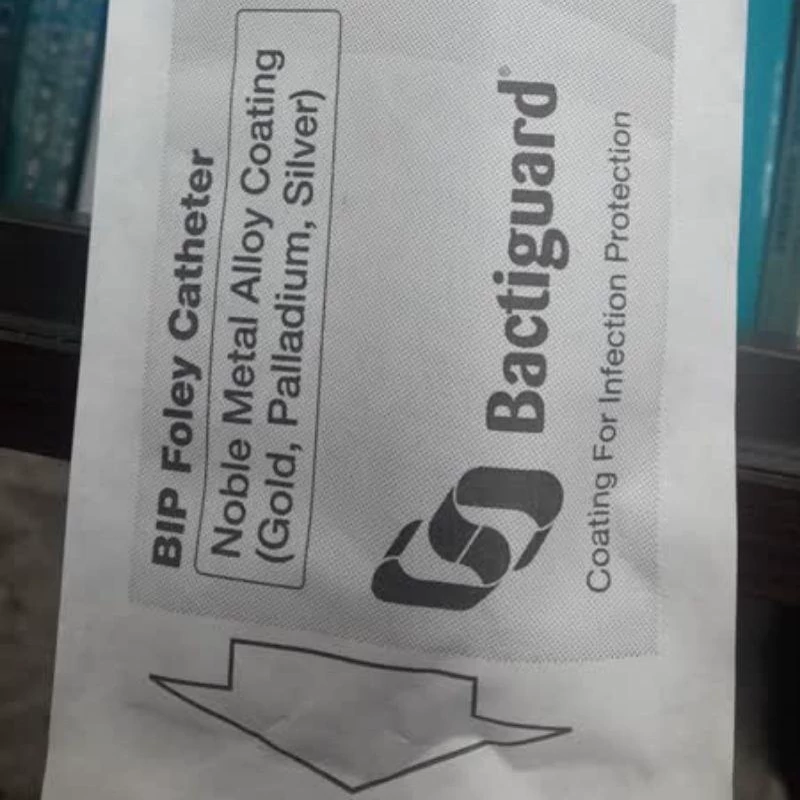 BIP Foley Catheter
Noble Metal Alloy Coating
(Gold, Palladium, Silver)
Bactiguard®
Coating For Infection Protection